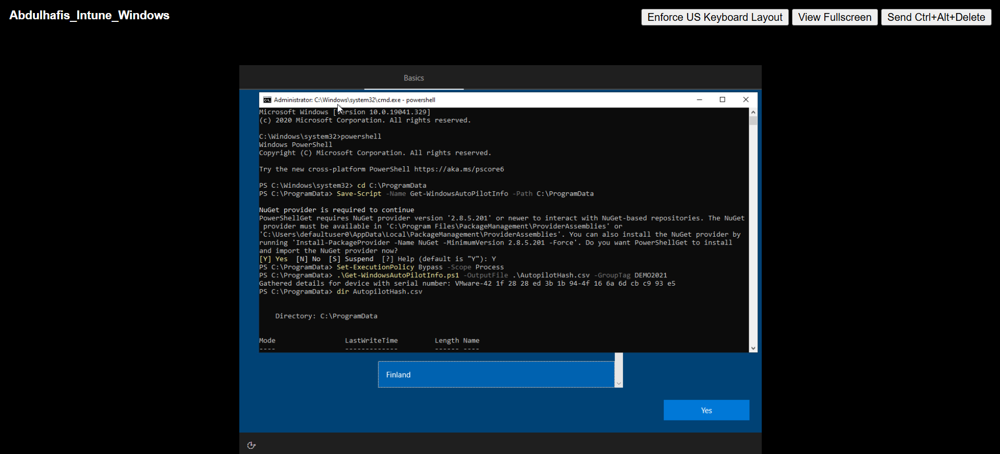 Abdulhafis_Intune_Windows
Enforce US Keyboard Layout View Fullscreen Send Ctrl+Alt+Delete
Basics
Administrator: C:\Windows\system32\cmd.exe - powershell
Microsoft Windows [Version 10.0.19041.329]
(c) 2020 Microsoft Corporation. All rights reserved.
C:\Windows\system32>powershell
Windows PowerShell
Copyright (C) Microsoft Corporation. All rights reserved.
Try the new cross-platform PowerShell https://aka.ms/pscore6
PS C:\Windows\system32> cd C:\ProgramData
PS C:\ProgramData> Save-Script -Name Get-WindowsAutoPilotInfo -Path C:\ProgramData
NuGet provider is required to continue
PowerShellGet requires NuGet provider version '2.8.5.201' or newer to interact with NuGet-based repositories. The NuGet
provider must be available in 'C:\Program Files\PackageManagement\ProviderAssemblies' or
'C:\Users\defaultuser0\AppData\Local\PackageManagement\ProviderAssemblies'. You can also install the NuGet provider by
running 'Install-PackageProvider -Name NuGet -MinimumVersion 2.8.5.201 -Force'. Do you want PowerShellGet to install
and import the NuGet provider now?
[Y] Yes [N] No [S] Suspend [?] Help (default is "Y"): Y
PS C:\ProgramData> Set-ExecutionPolicy Bypass -Scope Process
PS C:\ProgramData> .\Get-WindowsAutoPilotInfo.ps1 -OutputFile .\AutopilotHash.csv -GroupTag DEMO2021
Gathered details for device with serial number: VMware-42 1f 28 28 ed 3b 1b 94-4f 16 6a 6d cb c9 93 e5
PS C:\ProgramData> dir AutopilotHash.csv
Directory: C:\ProgramData
Mode LastWriteTime Length Name
---- ------------- ------ ----
Finland
Yes